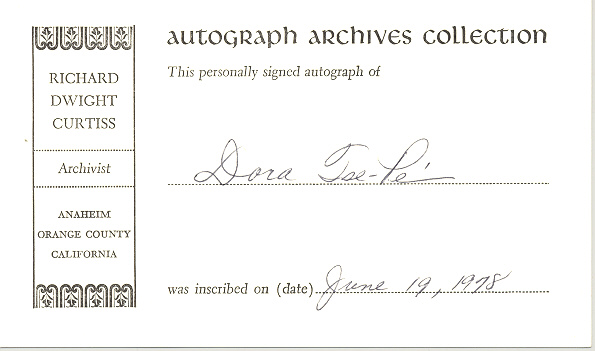 AUTOGRAPH ARCHIVES COLLECTION
This personally signed autograph of
Dora Tse-Pé
was inscribed on (date) June 19, 1978
RICHARD
DWIGHT
CURTISS
Archivist
ANAHEIM
ORANGE COUNTY
CALIFORNIA